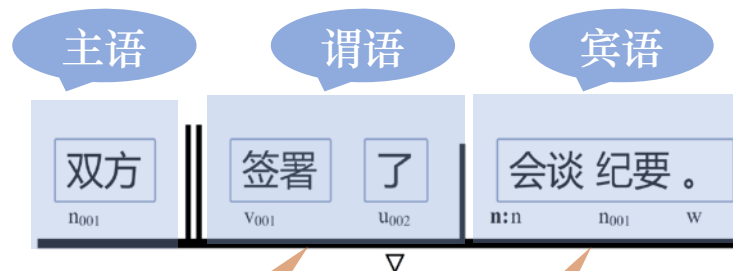 主语 谓语 宾语
双方 签署 了 会谈 纪要 。
n001 v001 u002 n:n n001 w